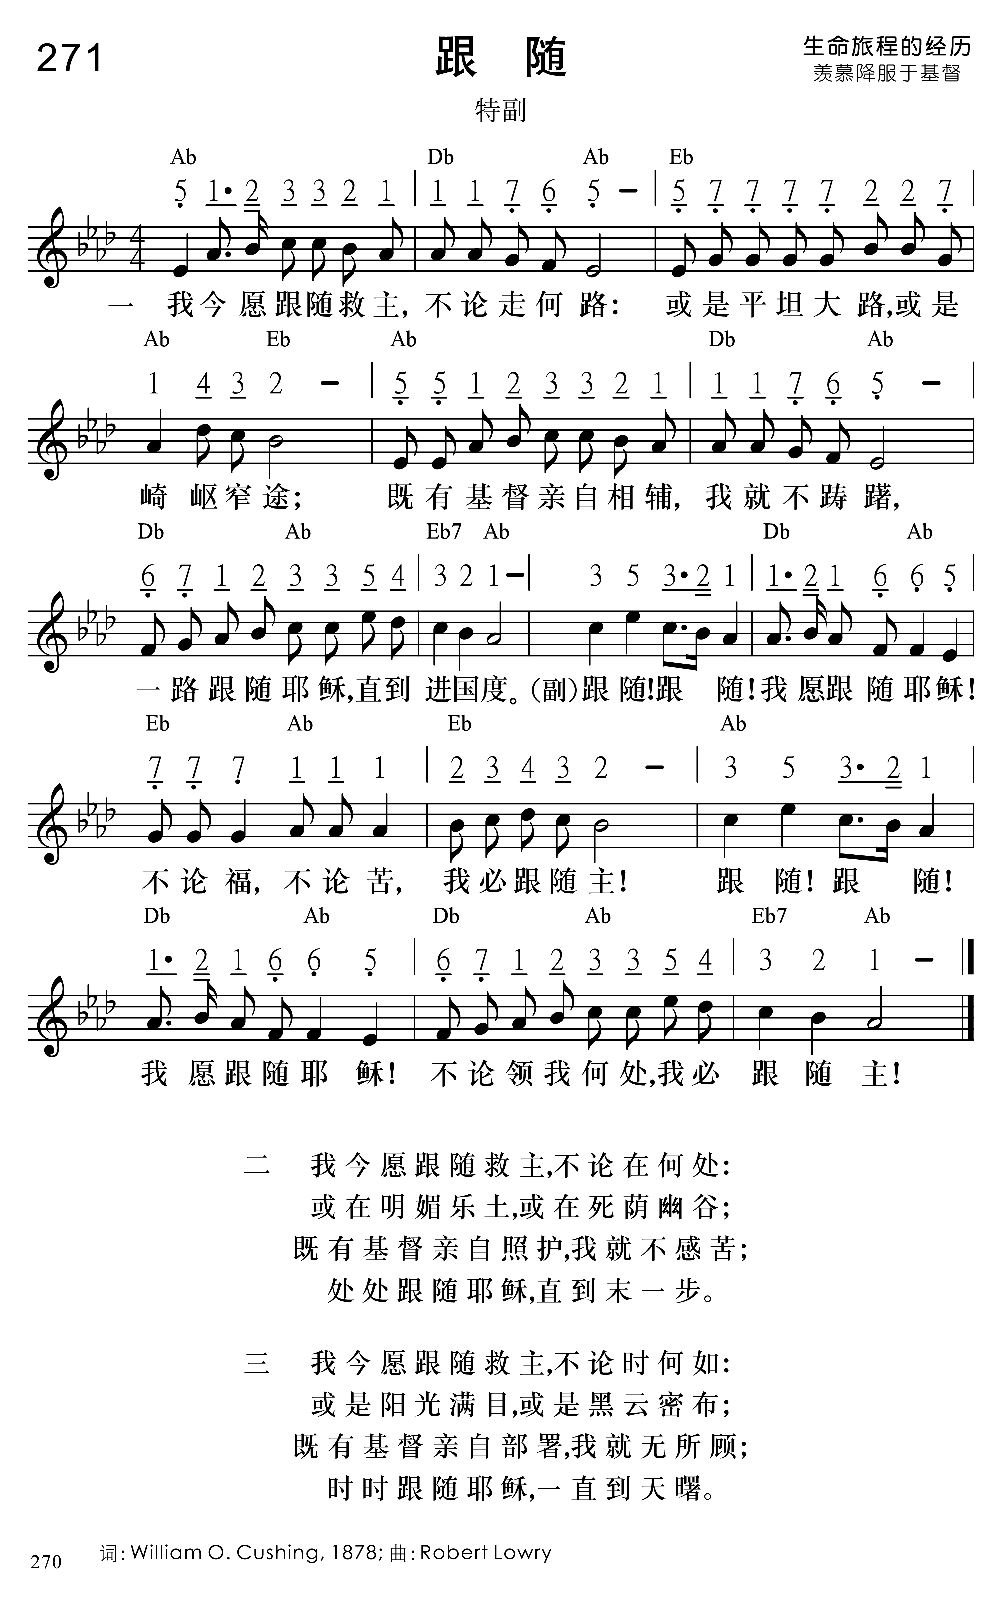 271
跟 随
生命旅程的经历
羡慕降服于基督
特副
Ab Db Ab Eb
5 1• 2 3 3 2 1 | 1 1 7 6 5 – | 5 7 7 7 7 2 2 7 |
4/4
一 我今愿跟随救主, 不论走何路: 或是平坦大路,或是
Ab Eb Ab Db Ab
1 4 3 2 – | 5 5 1 2 3 3 2 1 | 1 1 7 6 5 – |
崎岖窄途; 既有基督亲自相辅, 我就不踌躇,
Db Ab Eb7 Ab Db Ab
6 7 1 2 3 3 5 4 | 3 2 1 – | 3 5 3• 2 1 | 1• 2 1 6 6 5 |
一路跟随耶稣,直到进国度。(副)跟随!跟 随!我愿跟随耶稣!
Eb Ab Eb Ab
7 7 7 1 1 1 | 2 3 4 3 2 – | 3 5 3• 2 1 |
不论福, 不论苦, 我必跟随主! 跟 随! 跟 随!
Db Ab Db Ab Eb7 Ab
1• 2 1 6 6 5 | 6 7 1 2 3 3 5 4 | 3 2 1 – ‖
我愿跟随耶 稣! 不论领我何处,我必 跟 随 主!
二 我今愿跟随救主,不论在何处:
或在明媚乐土,或在死荫幽谷;
既有基督亲自照护,我就不感苦;
处处跟随耶稣,直到末一步。
三 我今愿跟随救主,不论时何如:
或是阳光满目,或是黑云密布;
既有基督亲自部署,我就无所顾;
时时跟随耶稣,一直到天曙。
270 词: William O. Cushing, 1878; 曲: Robert Lowry